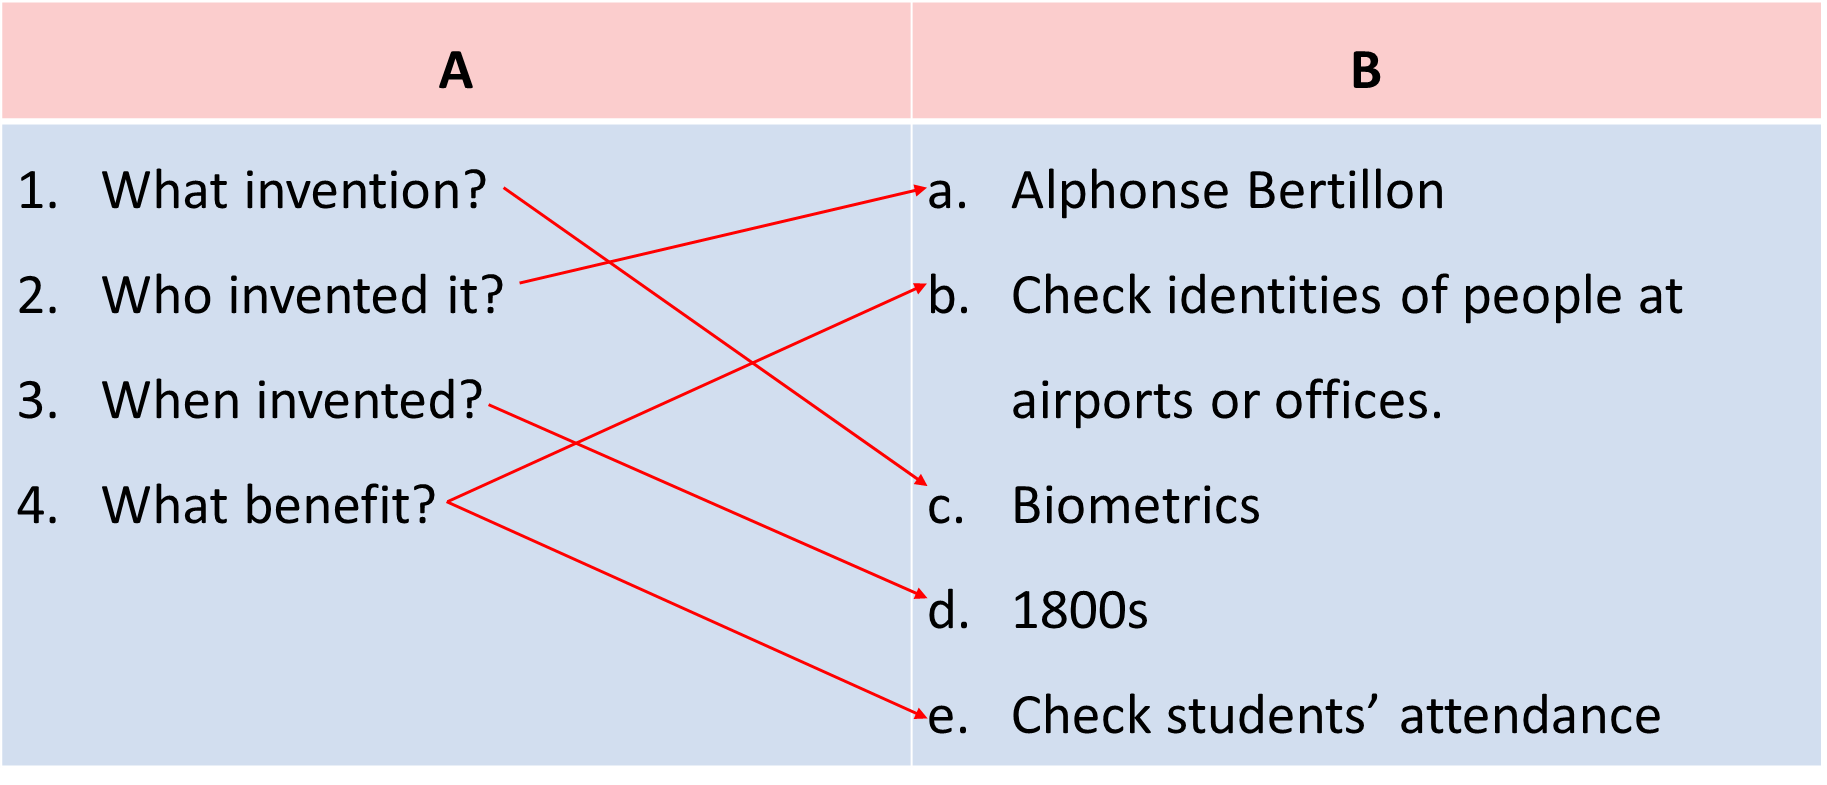 A
B
1. What invention?
2. Who invented it?
3. When invented?
4. What benefit?
a. Alphonse Bertillon
b. Check identities of people at
airports or offices.
c. Biometrics
d. 1800s
e. Check students’ attendance